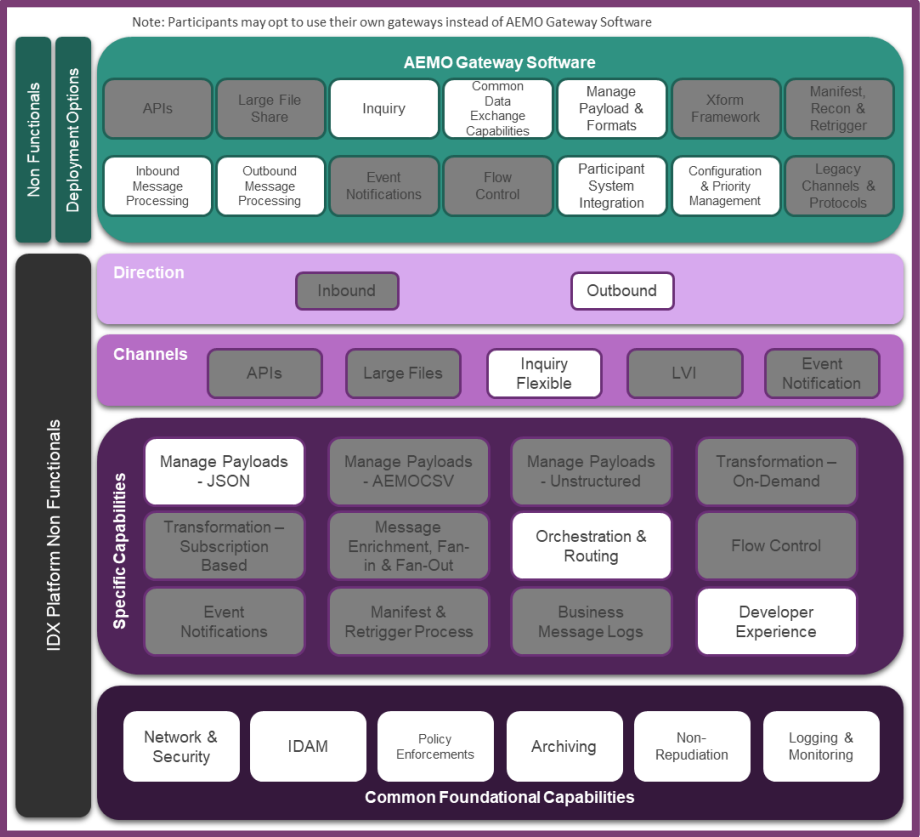 Note: Participants may opt to use their own gateways instead of AEMO Gateway Software
Non Functionals
Deployment Options
AEMO Gateway Software
APIs
Large File
Share
Inquiry
Common
Data
Exchange
Capabilities
Manage
Payload &
Formats
Xform
Framework
Manifest,
Recon &
Retrigger
Inbound
Message
Processing
Outbound
Message
Processing
Event
Notifications
Flow
Control
Participant
System
Integration
Configuration
& Priority
Management
Legacy
Channels &
Protocols
IDX Platform Non Functionals
Direction
Inbound
Outbound
Channels
APIs
Large Files
Inquiry
Flexible
LVI
Event
Notification
Specific Capabilities
Manage Payloads
- JSON
Manage Payloads
- AEMOCSV
Manage Payloads
- Unstructured
Transformation –
On-Demand
Transformation –
Subscription
Based
Message
Enrichment, Fan-
in & Fan-Out
Orchestration &
Routing
Flow Control
Event
Notifications
Manifest &
Retrigger Process
Business
Message Logs
Developer
Experience
Network &
Security
IDAM
Policy
Enforcements
Archiving
Non-
Repudiation
Logging &
Monitoring
Common Foundational Capabilities